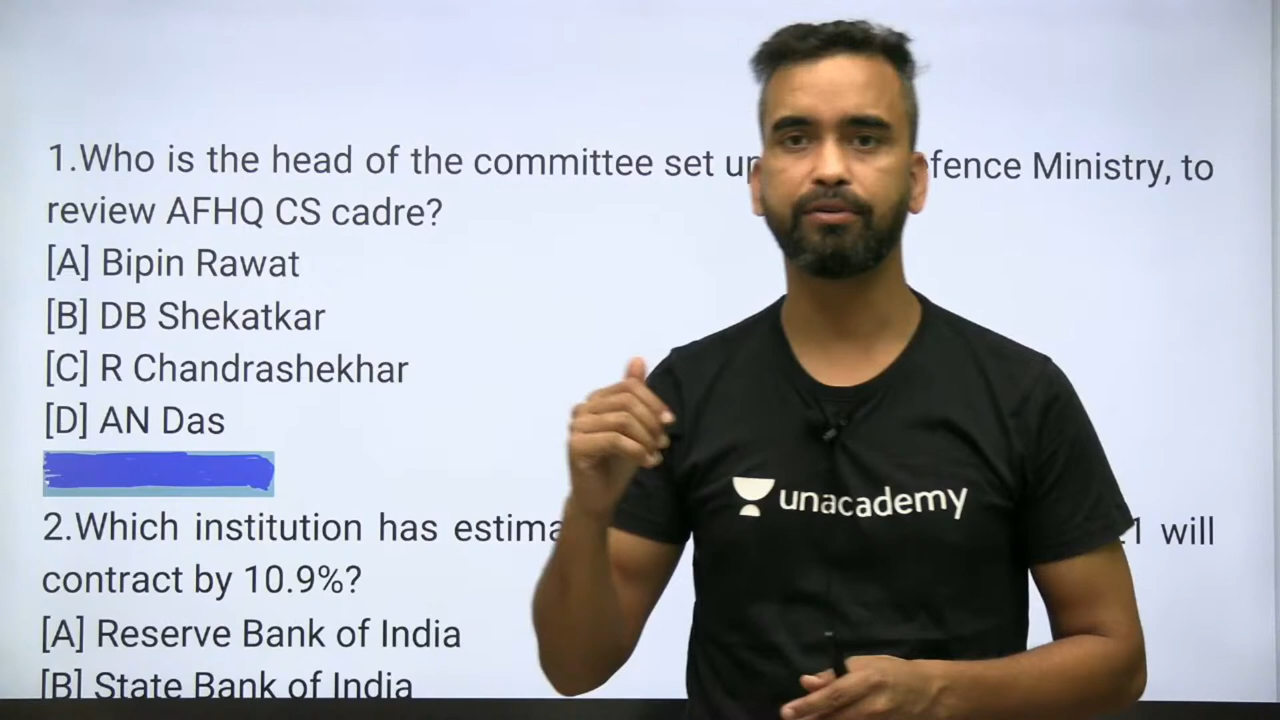 1.Who is the head of the committee set up fence Ministry, to
review AFHQ CS cadre?
[A] Bipin Rawat
[B] DB Shekatkar
[C] R Chandrashekhar
[D] AN Das
2.Which institution has estima 1 will
contract by 10.9%?
[A] Reserve Bank of India
[B] State Bank of India
unacademy